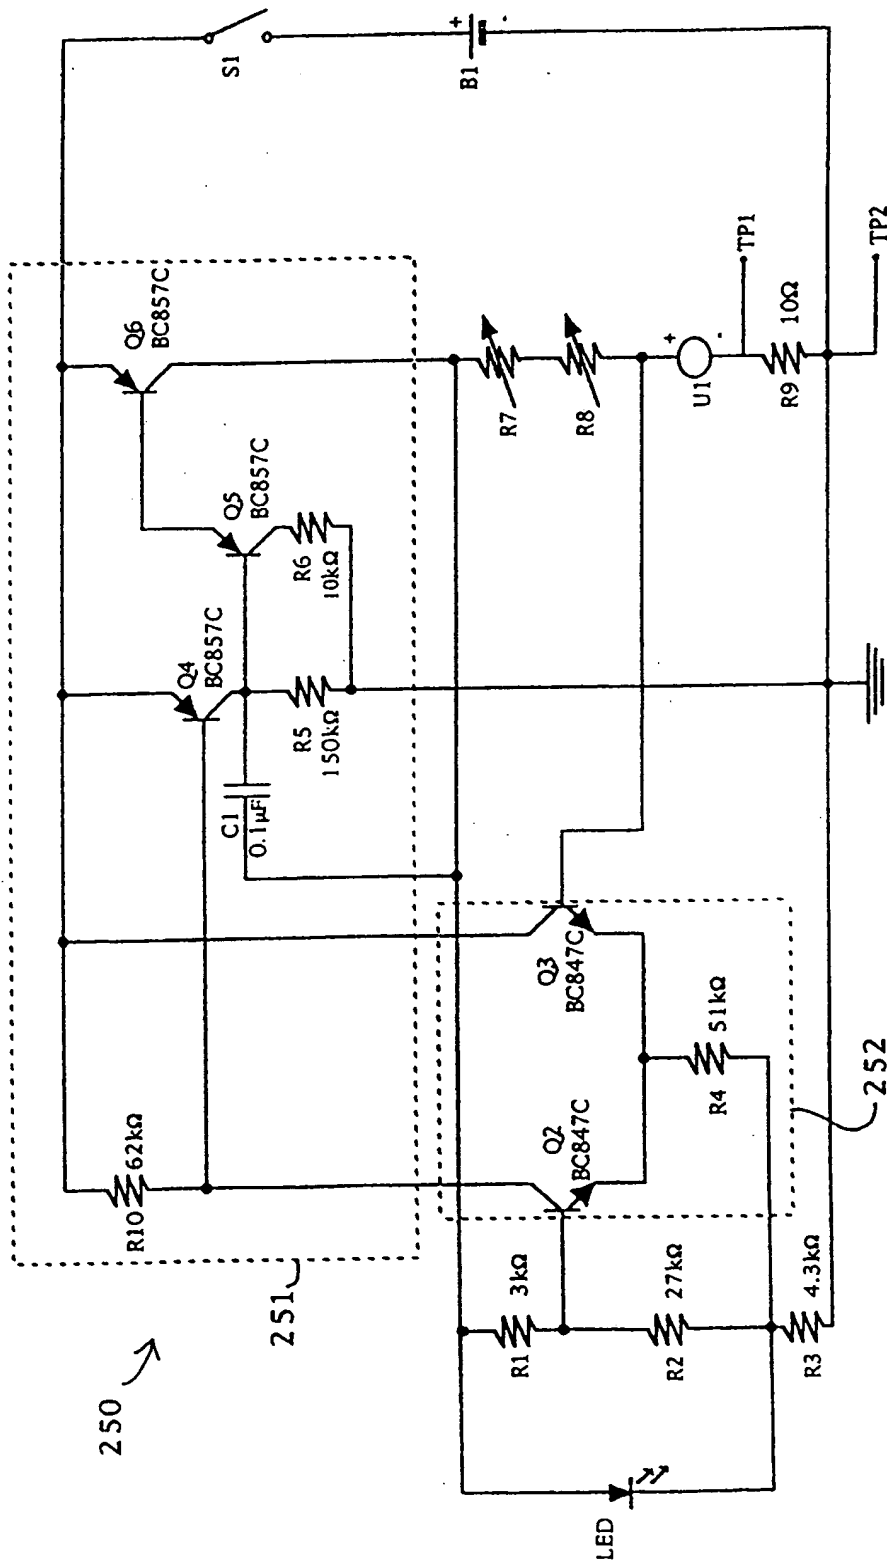 250
R10 62kΩ
Q6
BC857C
Q4
BC857C
Q5
BC857C
S1
C1
0.1µF
251
R5
150kΩ
R6
10kΩ
+
B1
R1 3kΩ
Q2
BC847C
Q3
BC847C
R7
R8
LED
R2 27kΩ
R4 51kΩ
+
U1
TP1
R9 10Ω
R3 4.3kΩ
252
TP2